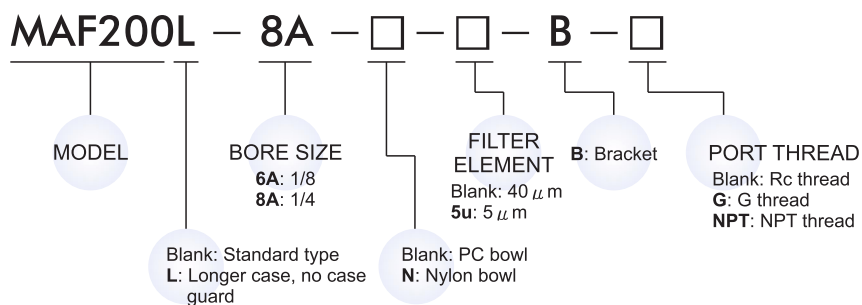 MAF200L – 8A – □ – □ – B – □
MODEL
BORE SIZE
6A: 1/8
8A: 1/4
FILTER
ELEMENT
Blank: 40 μm
5u: 5 μm
B: Bracket
PORT THREAD
Blank: Rc thread
G: G thread
NPT: NPT thread
Blank: Standard type
L: Longer case, no case
guard
Blank: PC bowl
N: Nylon bowl